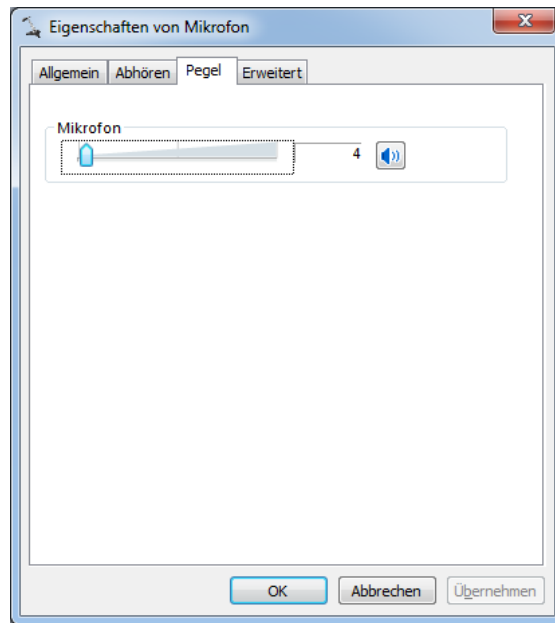 Eigenschaften von Mikrofon
Allgemein Abhören Pegel Erweitert
Mikrofon
4
OK Abbrechen Übernehmen